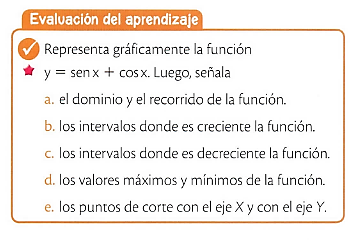 Evaluación del aprendizaje
Representa gráficamente la función
y = sen x + cos x. Luego, señala
a. el dominio y el recorrido de la función.
b. los intervalos donde es creciente la función.
c. los intervalos donde es decreciente la función.
d. los valores máximos y mínimos de la función.
e. los puntos de corte con el eje X y con el eje Y.